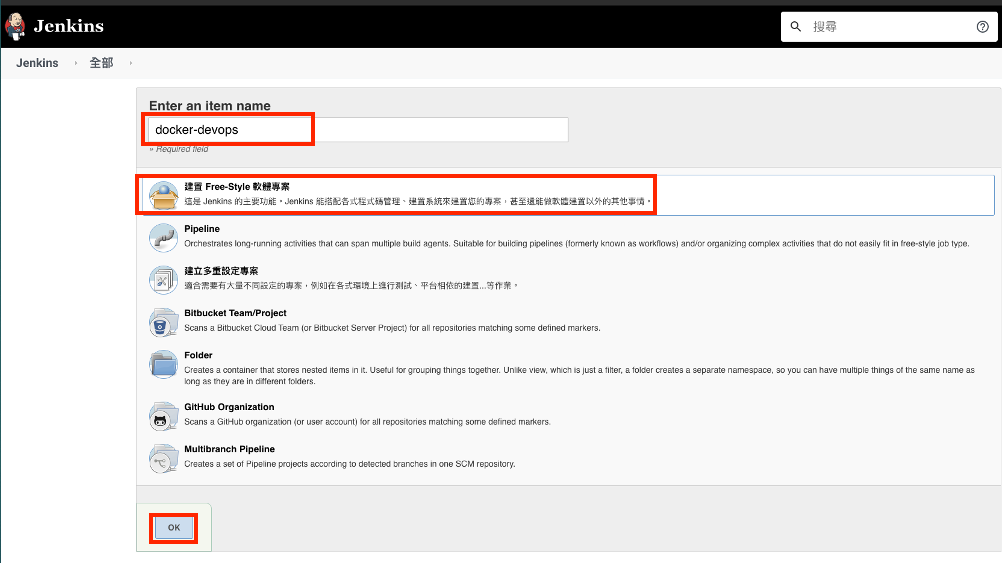 Jenkins
搜尋
Jenkins
全部
Enter an item name
docker-devops
» Required field
建置 Free-Style 軟體專案
這是 Jenkins 的主要功能。Jenkins 能搭配各式程式碼管理、建置系統來建置您的專案，甚至還能做軟體建置以外的其他事情。
Pipeline
Orchestrates long-running activities that can span multiple build agents. Suitable for building pipelines (formerly known as workflows) and/or organizing complex activities that do not easily fit in free-style job type.
建立多重設定專案
適合需要有大量不同設定的專案，例如在各式環境上進行測試、平台相依的建置...等作業。
Bitbucket Team/Project
Scans a Bitbucket Cloud Team (or Bitbucket Server Project) for all repositories matching some defined markers.
Folder
Creates a container that stores nested items in it. Useful for grouping things together. Unlike view, which is just a filter, a folder creates a separate namespace, so you can have multiple things of the same name as
long as they are in different folders.
GitHub Organization
Scans a GitHub organization (or user account) for all repositories matching some defined markers.
Multibranch Pipeline
Creates a set of Pipeline projects according to detected branches in one SCM repository.
OK